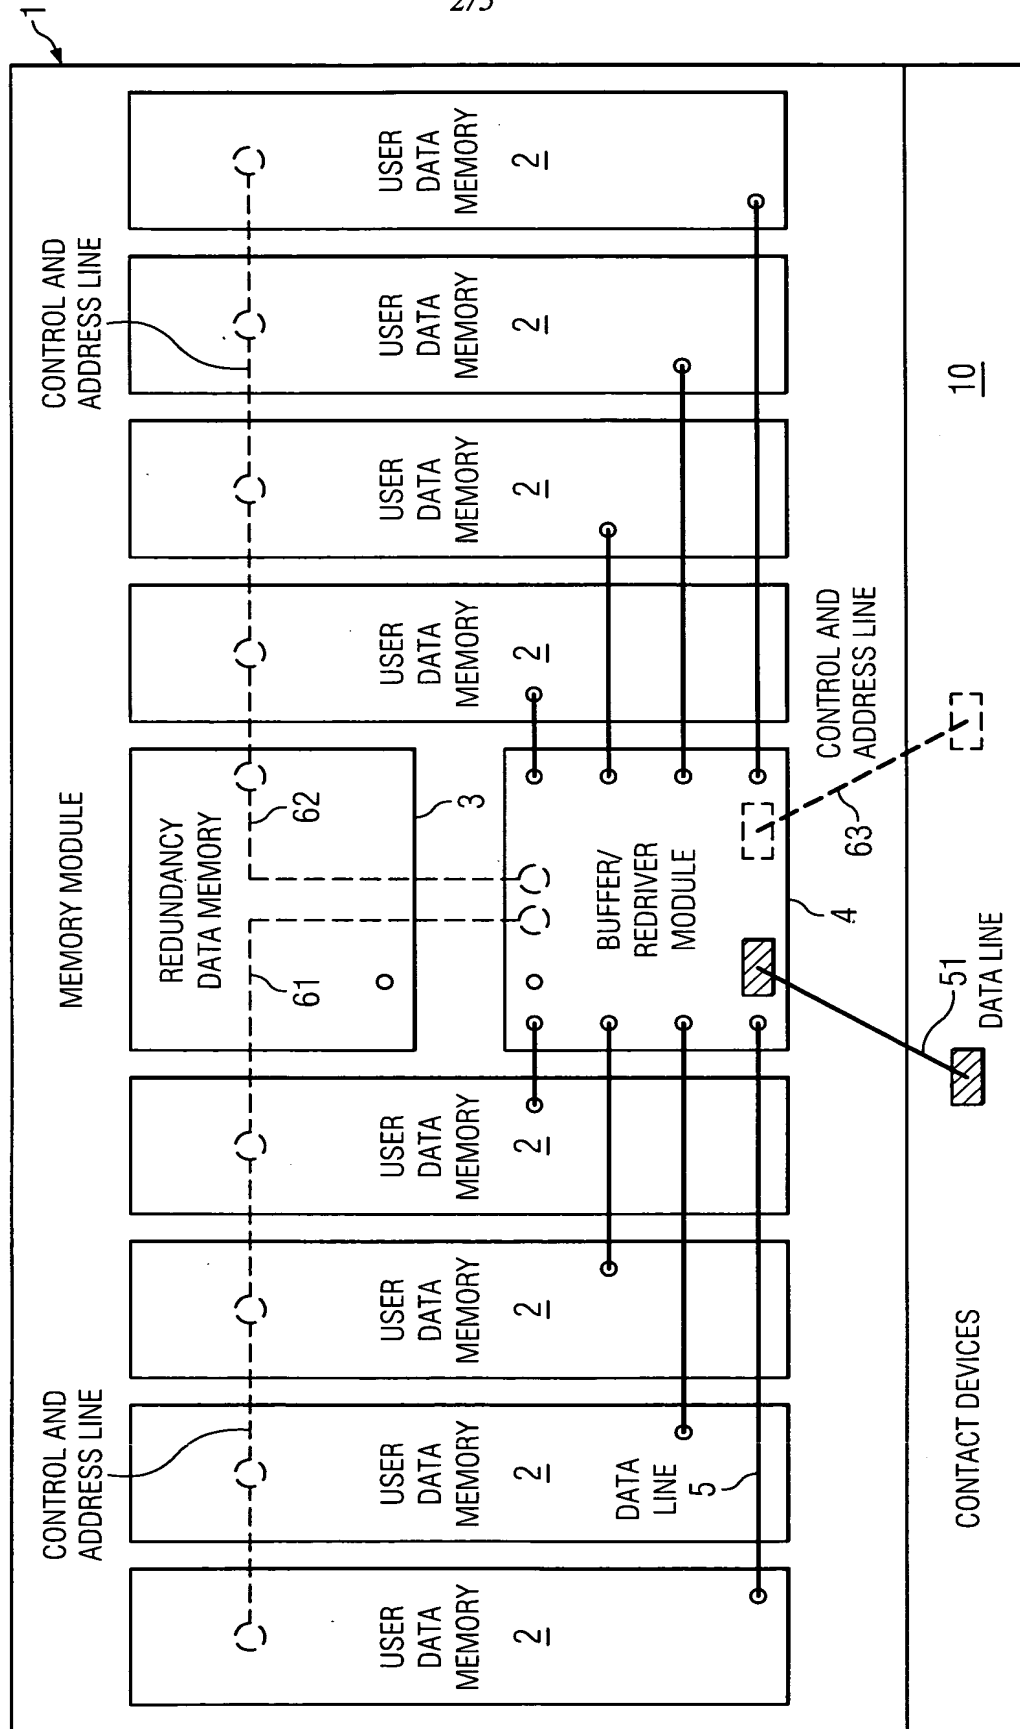 2/5
1
MEMORY MODULE
CONTROL AND
ADDRESS LINE
CONTROL AND
ADDRESS LINE
USER
DATA
MEMORY
2
USER
DATA
MEMORY
2
USER
DATA
MEMORY
2
USER
DATA
MEMORY
2
REDUNDANCY
DATA MEMORY
61
62
3
USER
DATA
MEMORY
2
USER
DATA
MEMORY
2
USER
DATA
MEMORY
2
USER
DATA
MEMORY
2
DATA
LINE
5
BUFFER/
REDRIVER
MODULE
4
CONTROL AND
ADDRESS LINE
63
51
DATA LINE
CONTACT DEVICES
10